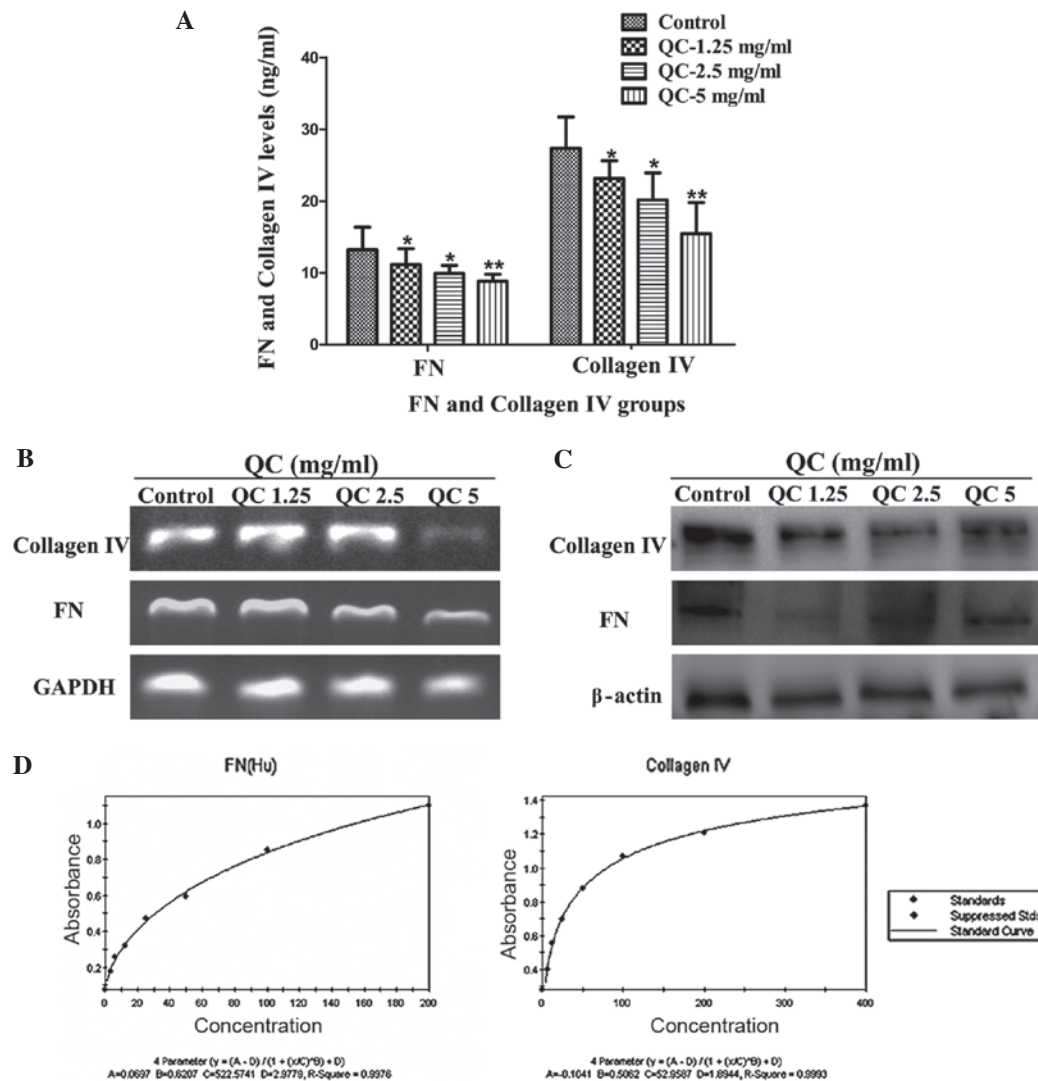 A
Control
QC-1.25 mg/ml
QC-2.5 mg/ml
QC-5 mg/ml
FN and Collagen IV levels (ng/ml)
40
30
20
10
0
* * **
* * **
FN Collagen IV
FN and Collagen IV groups
B
QC (mg/ml)
Control QC 1.25 QC 2.5 QC 5
Collagen IV
FN
GAPDH
C
QC (mg/ml)
Control QC 1.25 QC 2.5 QC 5
Collagen IV
FN
β-actin
D
FN(Hu)
Absorbance
1.0
0.8
0.6
0.4
0.2
0 20 40 60 80 100 120 140 160 180 200
Concentration
4 Parameter (y = (A - D) / (1 + (x/C)^B) + D)
A=0.0697 B=0.6207 C=522.5741 D=2.9779, R-Square = 0.9976
Collagen IV
Absorbance
1.4
1.2
1.0
0.8
0.6
0.4
0 100 200 300 400
Concentration
4 Parameter (y = (A - D) / (1 + (x/C)^B) + D)
A=-0.1041 B=0.5062 C=52.9587 D=1.8944, R-Square = 0.9993
Standards
Suppressed Stds
Standard Curve